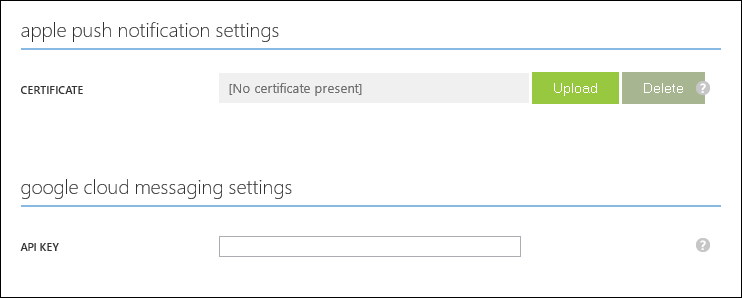 apple push notification settings
CERTIFICATE [No certificate present] Upload Delete ?
google cloud messaging settings
API KEY ?